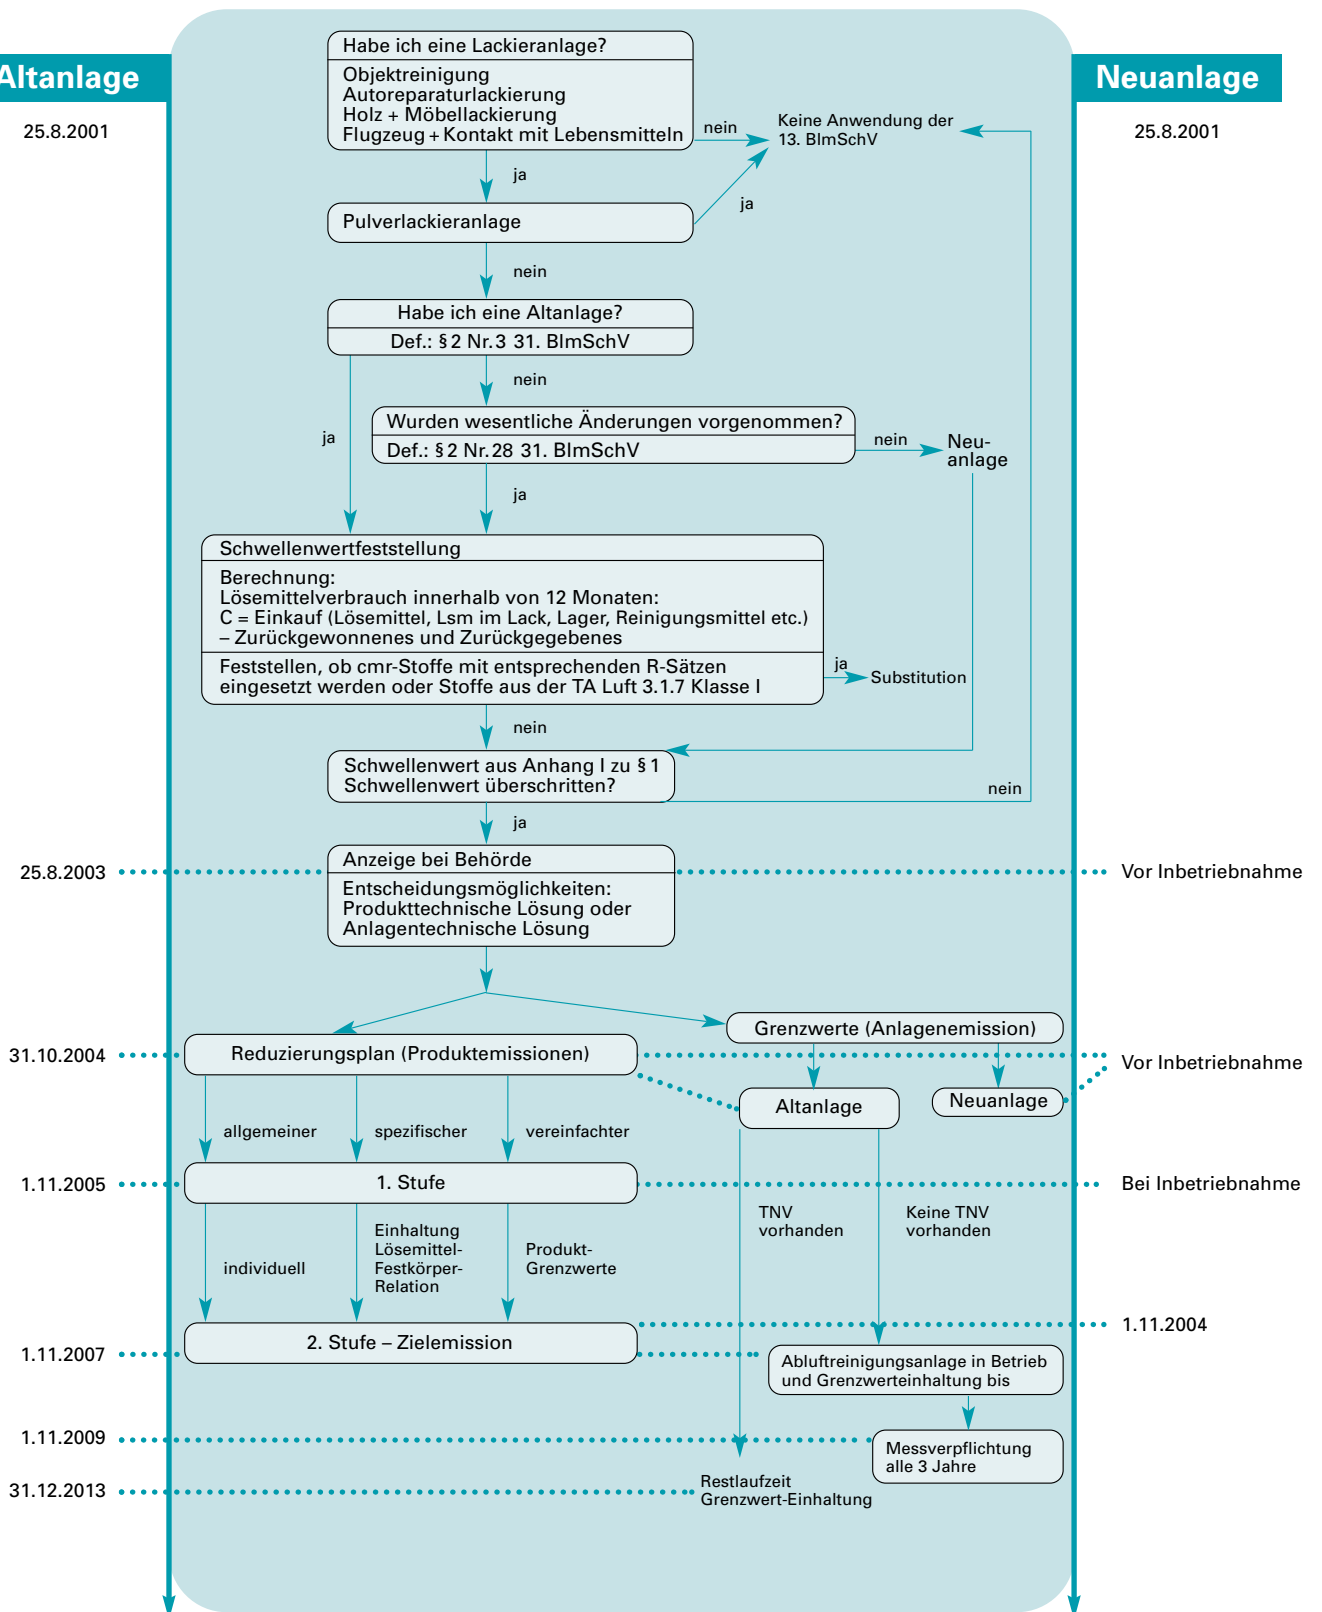 Altanlage
Neuanlage
25.8.2001
25.8.2001
Habe ich eine Lackieranlage?
Objektreinigung
Autoreparaturlackierung
Holz + Möbellackierung
Flugzeug + Kontakt mit Lebensmitteln
nein
Keine Anwendung der
13. BImSchV
ja
ja
Pulverlackieranlage
nein
Habe ich eine Altanlage?
Def.: § 2 Nr. 3 31. BImSchV
nein
ja
Wurden wesentliche Änderungen vorgenommen?
Def.: § 2 Nr. 28 31. BImSchV
nein
Neu-
anlage
ja
Schwellenwertfeststellung
Berechnung:
Lösemittelverbrauch innerhalb von 12 Monaten:
C = Einkauf (Lösemittel, Lsm im Lack, Lager, Reinigungsmittel etc.)
– Zurückgewonnenes und Zurückgegebenes
Feststellen, ob cmr-Stoffe mit entsprechenden R-Sätzen
eingesetzt werden oder Stoffe aus der TA Luft 3.1.7 Klasse I
ja
Substitution
nein
Schwellenwert aus Anhang I zu § 1
Schwellenwert überschritten?
nein
ja
25.8.2003
Anzeige bei Behörde
Entscheidungsmöglichkeiten:
Produkttechnische Lösung oder
Anlagentechnische Lösung
Vor Inbetriebnahme
Grenzwerte (Anlagenemission)
31.10.2004
Reduzierungsplan (Produktemissionen)
Vor Inbetriebnahme
Altanlage
Neuanlage
allgemeiner
spezifischer
vereinfachter
1.11.2005
1. Stufe
Bei Inbetriebnahme
TNV
vorhanden
Keine TNV
vorhanden
individuell
Einhaltung
Lösemittel-
Festkörper-
Relation
Produkt-
Grenzwerte
2. Stufe – Zielemission
1.11.2004
1.11.2007
Abluftreinigungsanlage in Betrieb
und Grenzwerteinhaltung bis
1.11.2009
Messverpflichtung
alle 3 Jahre
31.12.2013
Restlaufzeit
Grenzwert-Einhaltung